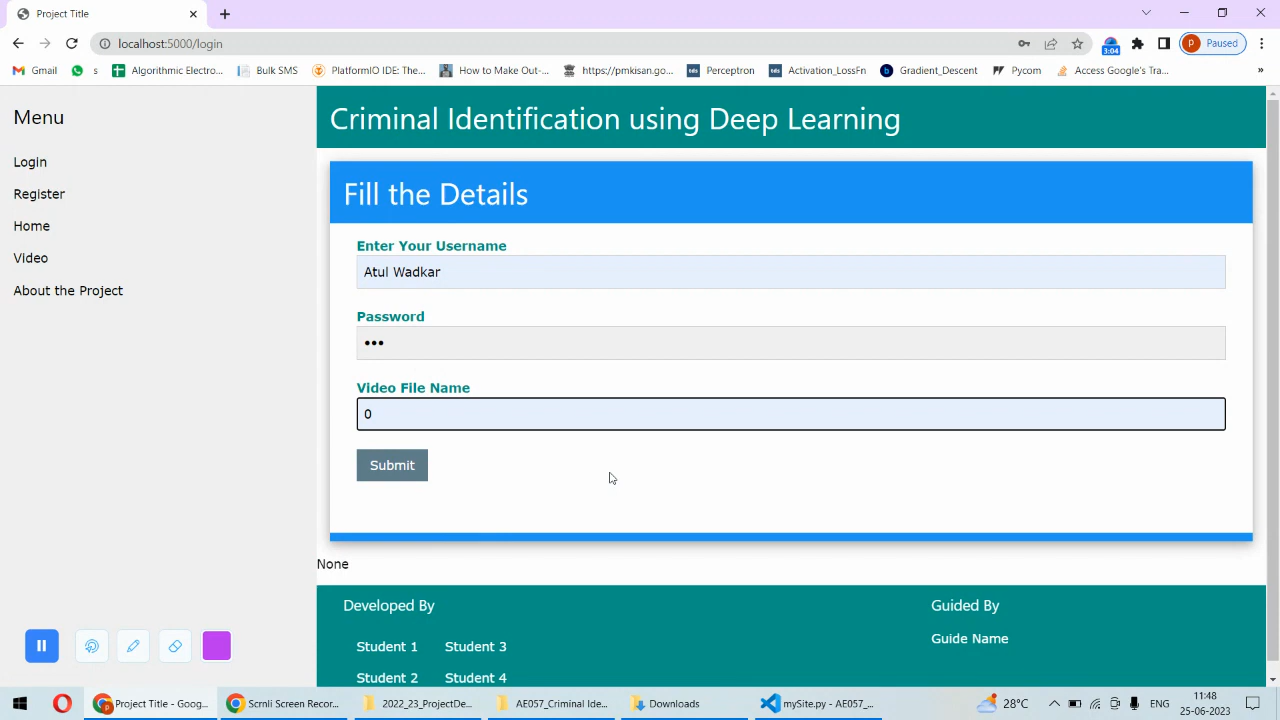 Project Title
localhost:5000/login
3:04
P
Paused
Gmail
s
Algorithmic Electro...
Bulk SMS
PlatformIO IDE: The...
How to Make Out-...
https://pmkisan.go...
tds
Perceptron
tds
Activation_LossFn
b
Gradient_Descent
Pycom
Access Google's Tra...
»
Menu
Login
Register
Home
Video
About the Project
Criminal Identification using Deep Learning
Fill the Details
Enter Your Username
Atul Wadkar
Password
Video File Name
0
Submit
None
Developed By
Guided By
Student 1
Student 3
Guide Name
Student 2
Student 4
Project Title - Goog...
Scrnli Screen Recor...
2022_23_ProjectDe...
AE057_Criminal Ide...
Downloads
mySite.py - AE057_...
28°C
ENG
11:48
25-06-2023